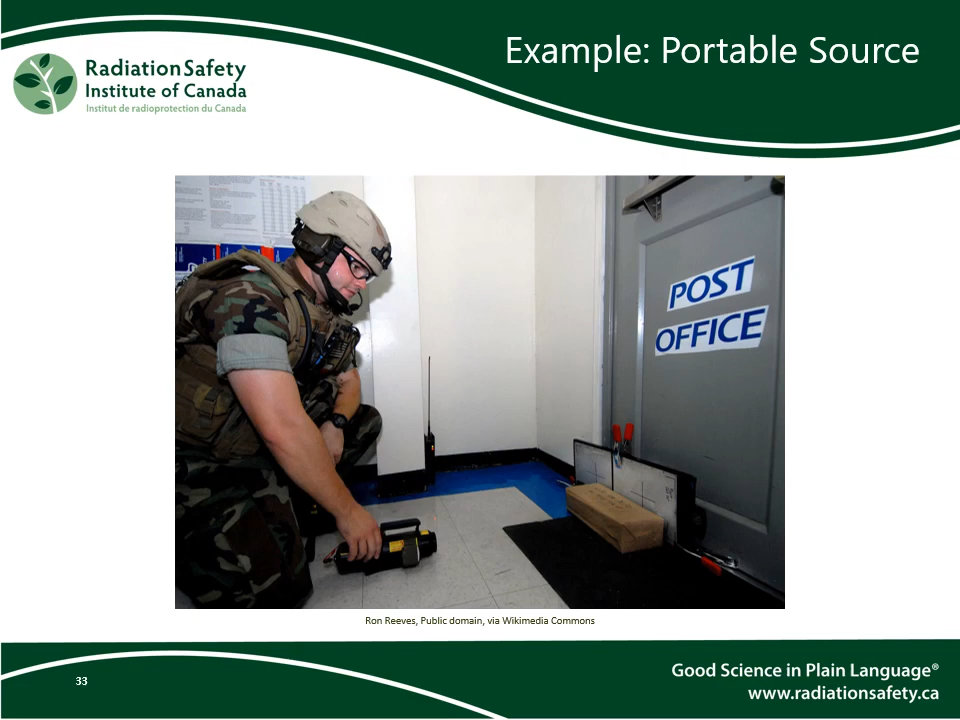 Example: Portable Source
Radiation Safety
Institute of Canada
Institut de radioprotection du Canada
POST
OFFICE
Ron Reeves, Public domain, via Wikimedia Commons
33
Good Science in Plain Language®
www.radiationsafety.ca